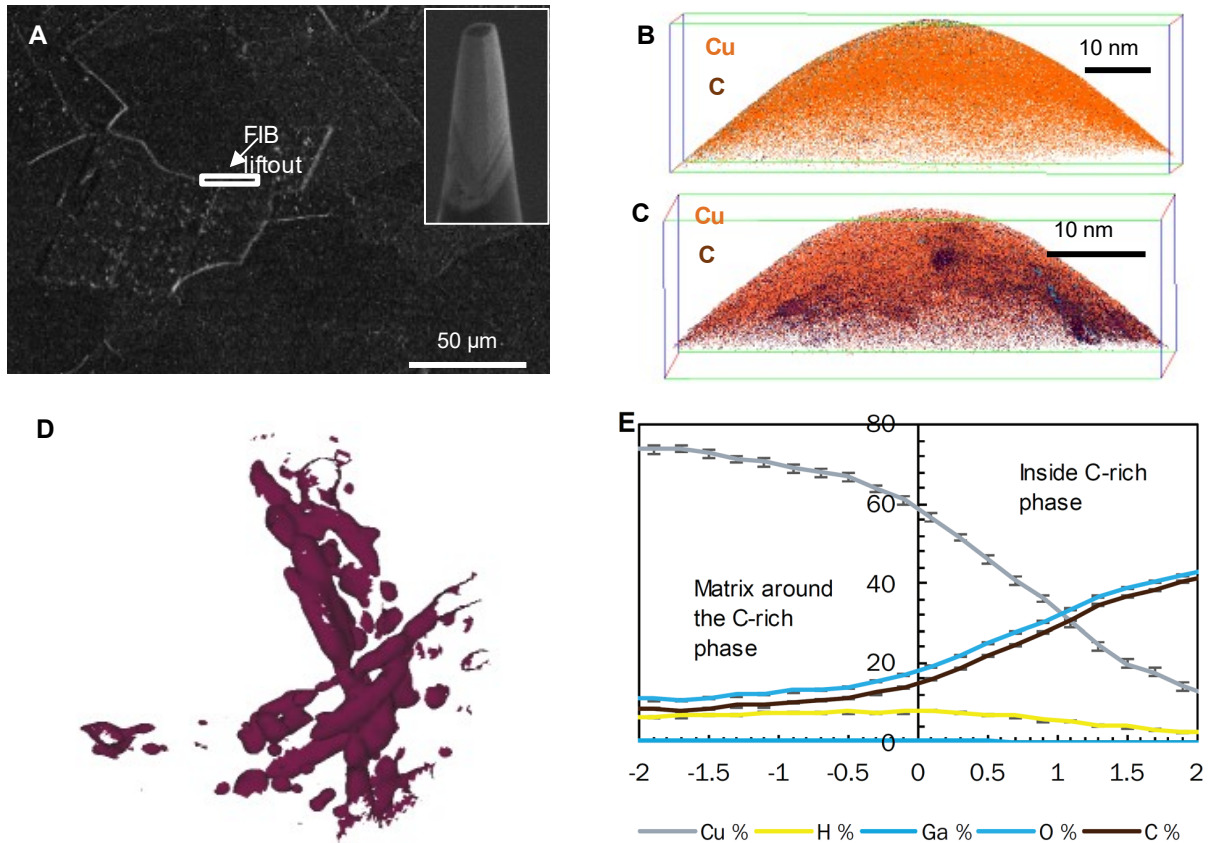 A
FIB
liftout
50 µm
B
Cu
C
10 nm
C
Cu
C
10 nm
D
E
80
60
40
20
0
Inside C-rich
phase
Matrix around
the C-rich
phase
-2 -1.5 -1 -0.5 0 0.5 1 1.5 2
Cu % H % Ga % O % C %